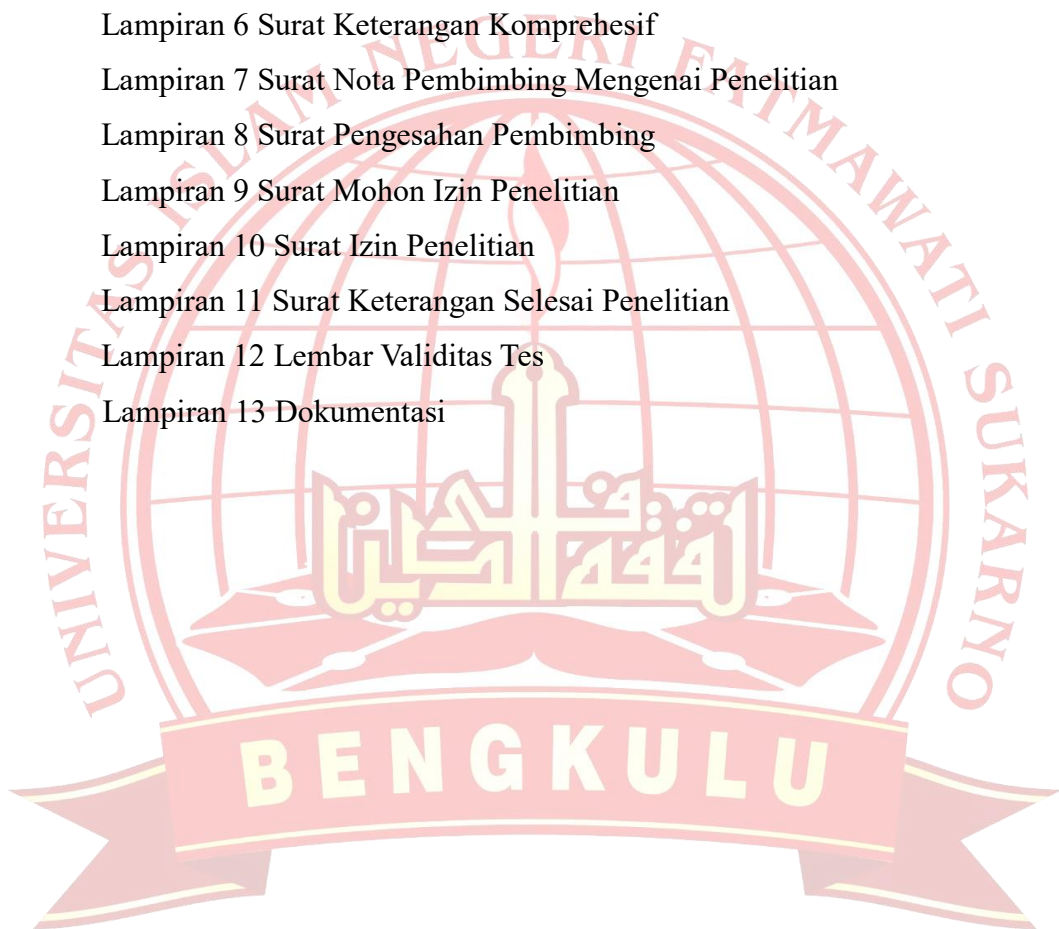 Lampiran 6 Surat Keterangan Komprehesif
Lampiran 7 Surat Nota Pembimbing Mengenai Penelitian
Lampiran 8 Surat Pengesahan Pembimbing
Lampiran 9 Surat Mohon Izin Penelitian
Lampiran 10 Surat Izin Penelitian
Lampiran 11 Surat Keterangan Selesai Penelitian
Lampiran 12 Lembar Validitas Tes
Lampiran 13 Dokumentasi
UNIVERSITAS ISLAM NEGERI FATMAWATI SUKARNO
BENGKULU